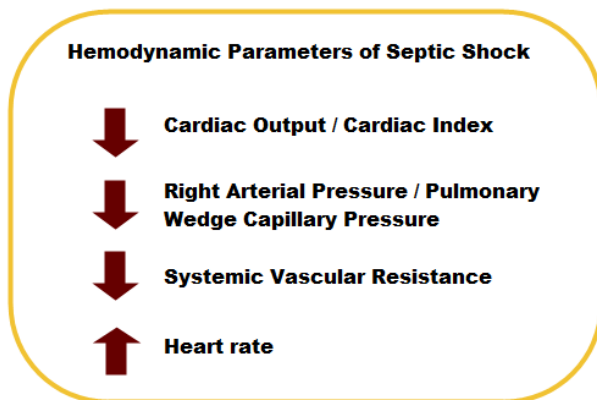 Hemodynamic Parameters of Septic Shock
Cardiac Output / Cardiac Index
Right Arterial Pressure / Pulmonary
Wedge Capillary Pressure
Systemic Vascular Resistance
Heart rate